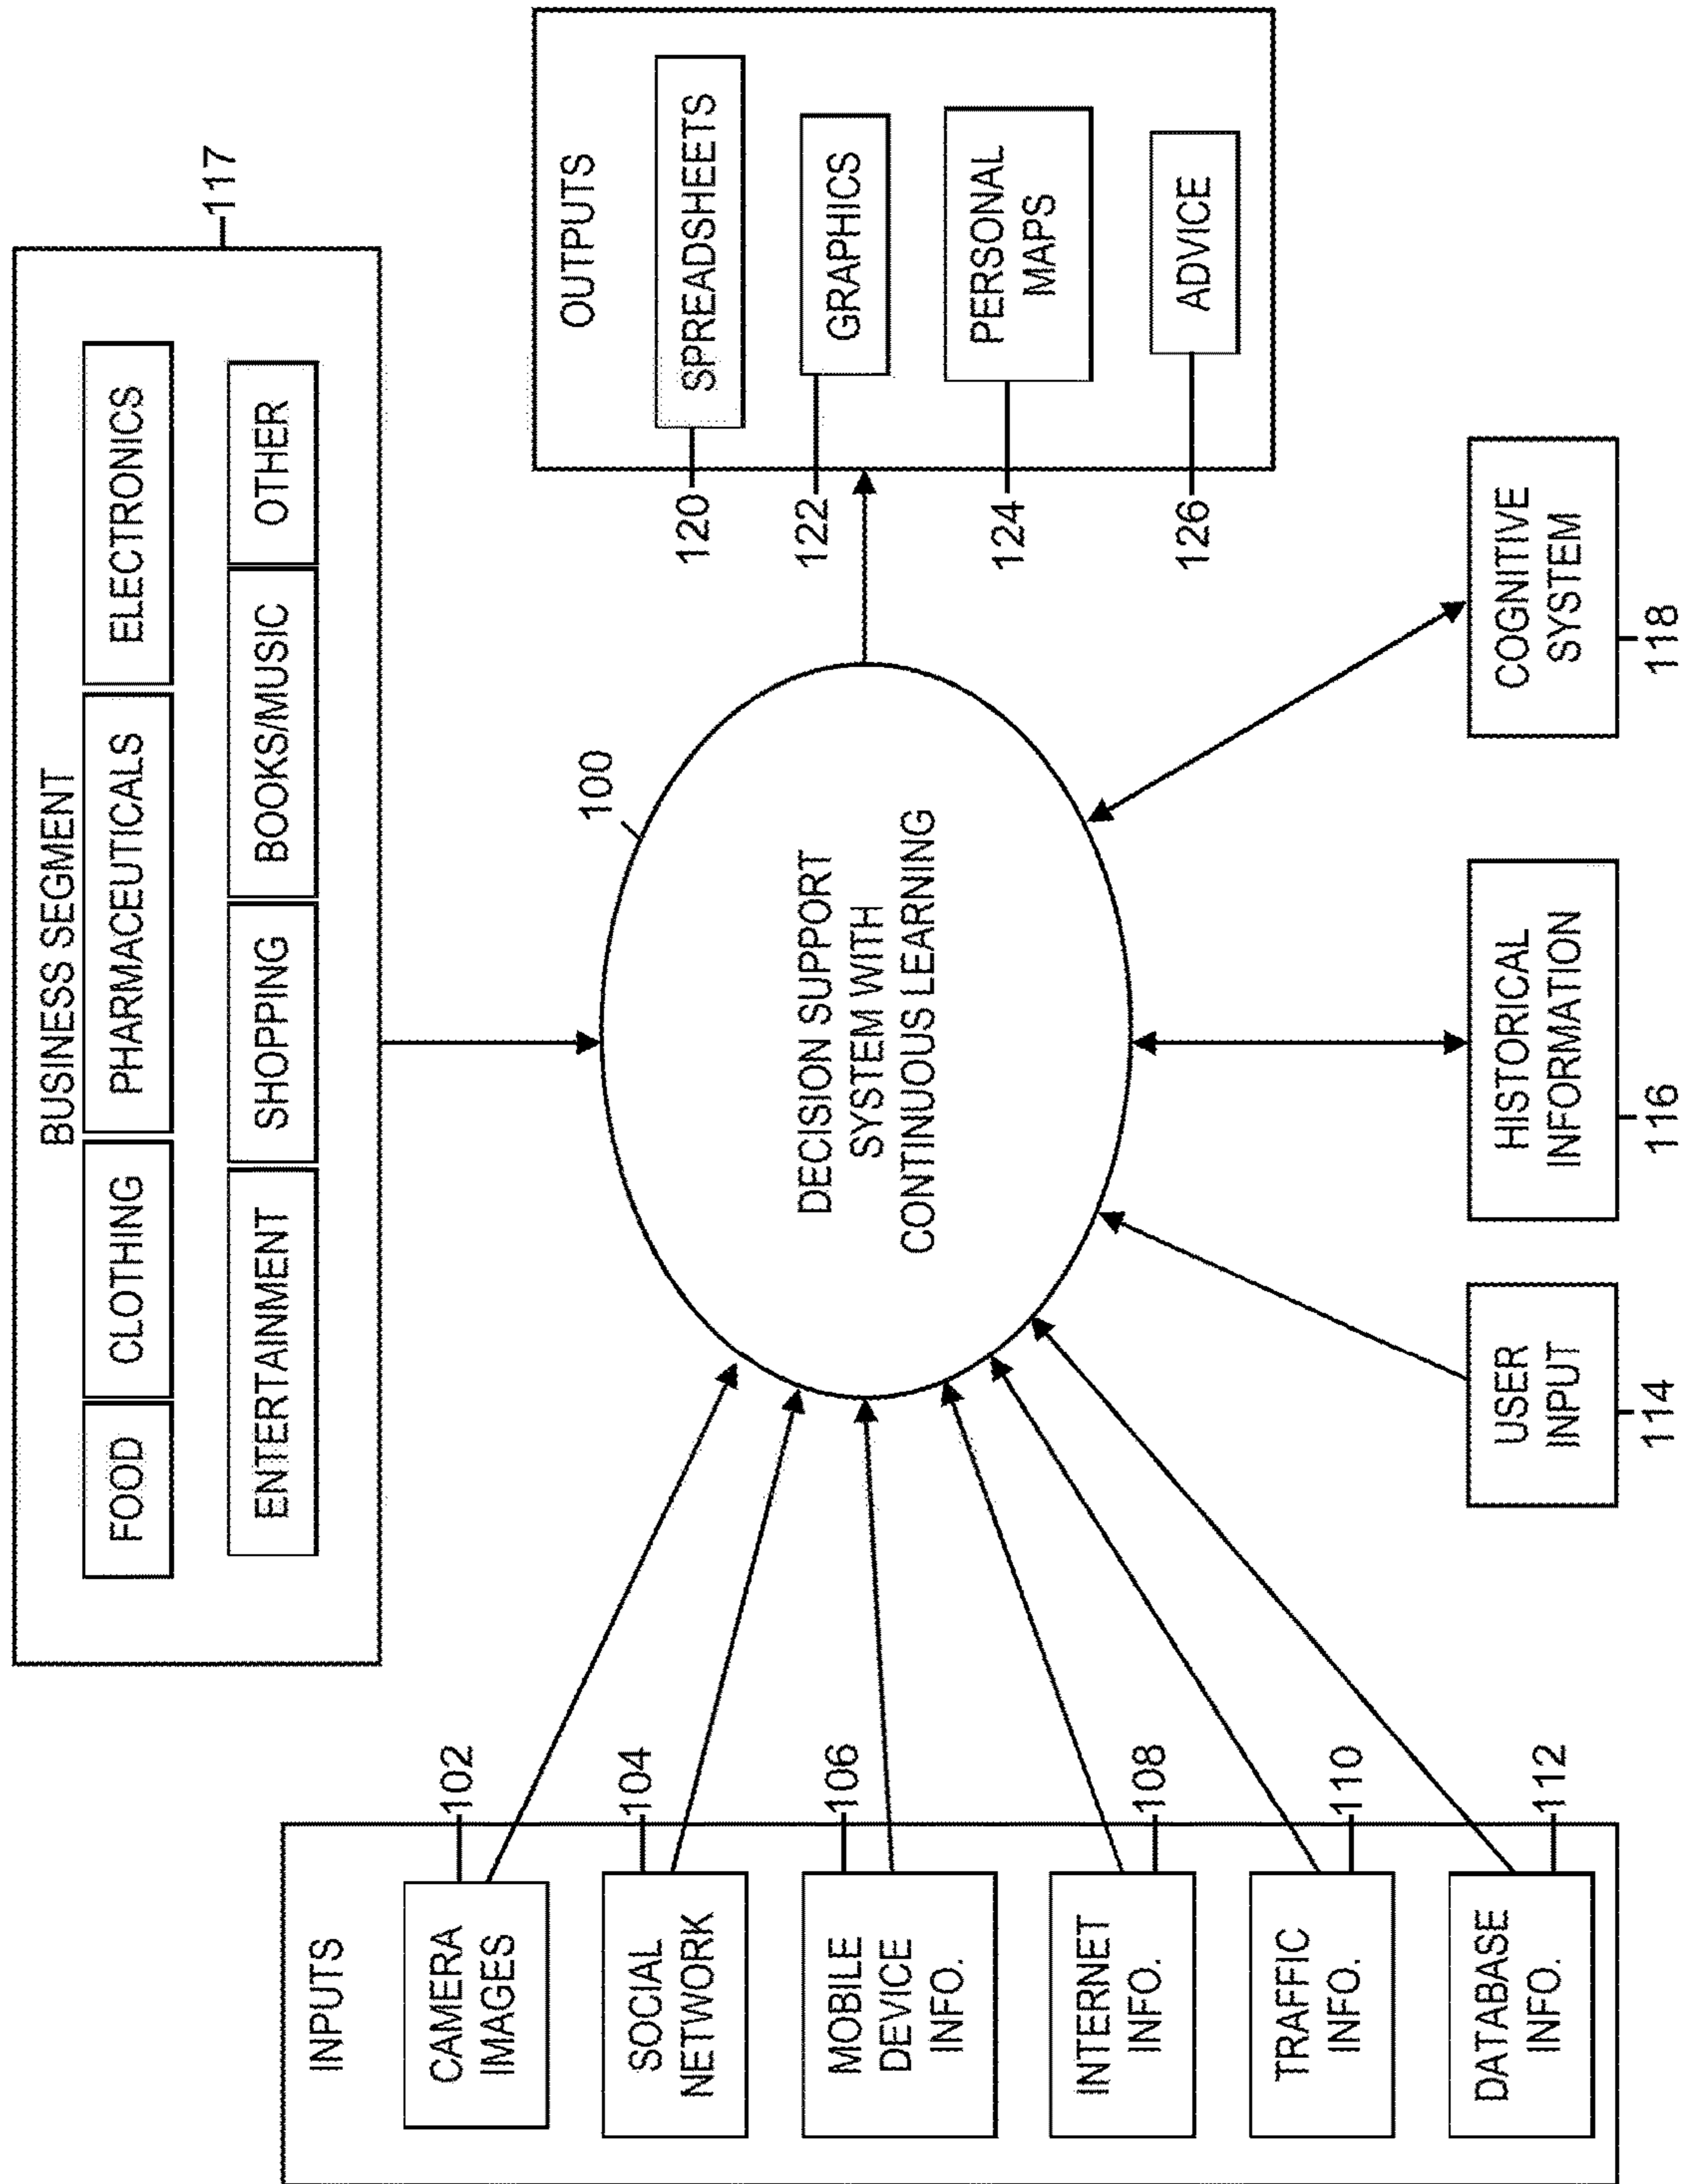 BUSINESS SEGMENT
FOOD
CLOTHING
PHARMACEUTICALS
ELECTRONICS
ENTERTAINMENT
SHOPPING
BOOKS/MUSIC
OTHER
117
INPUTS
CAMERA
IMAGES
102
SOCIAL
NETWORK
104
MOBILE
DEVICE
INFO.
106
INTERNET
INFO.
108
TRAFFIC
INFO.
110
DATABASE
INFO.
112
100
DECISION SUPPORT
SYSTEM WITH
CONTINUOUS LEARNING
OUTPUTS
120
SPREADSHEETS
122
GRAPHICS
124
PERSONAL
MAPS
126
ADVICE
USER
INPUT
114
HISTORICAL
INFORMATION
116
COGNITIVE
SYSTEM
118